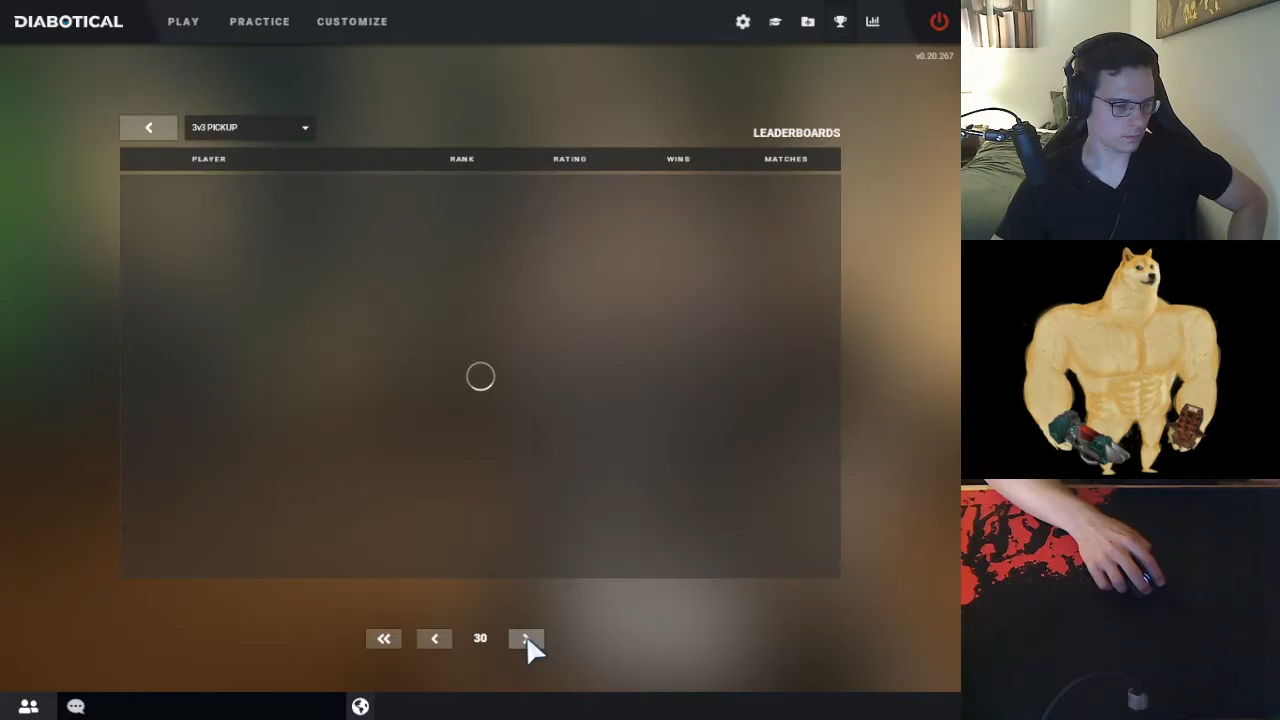 DIABOTICAL PLAY PRACTICE CUSTOMIZE
v0.20.267
3v3 PICKUP
LEADERBOARDS
PLAYER RANK RATING WINS MATCHES
30